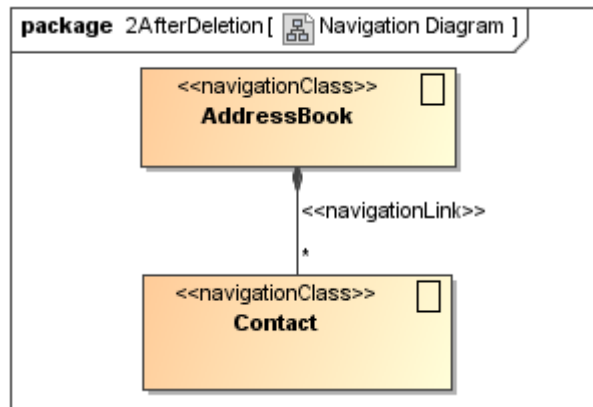 package 2AfterDeletion [ Navigation Diagram ]
<<navigationClass>>
AddressBook
<<navigationLink>>
*
<<navigationClass>>
Contact